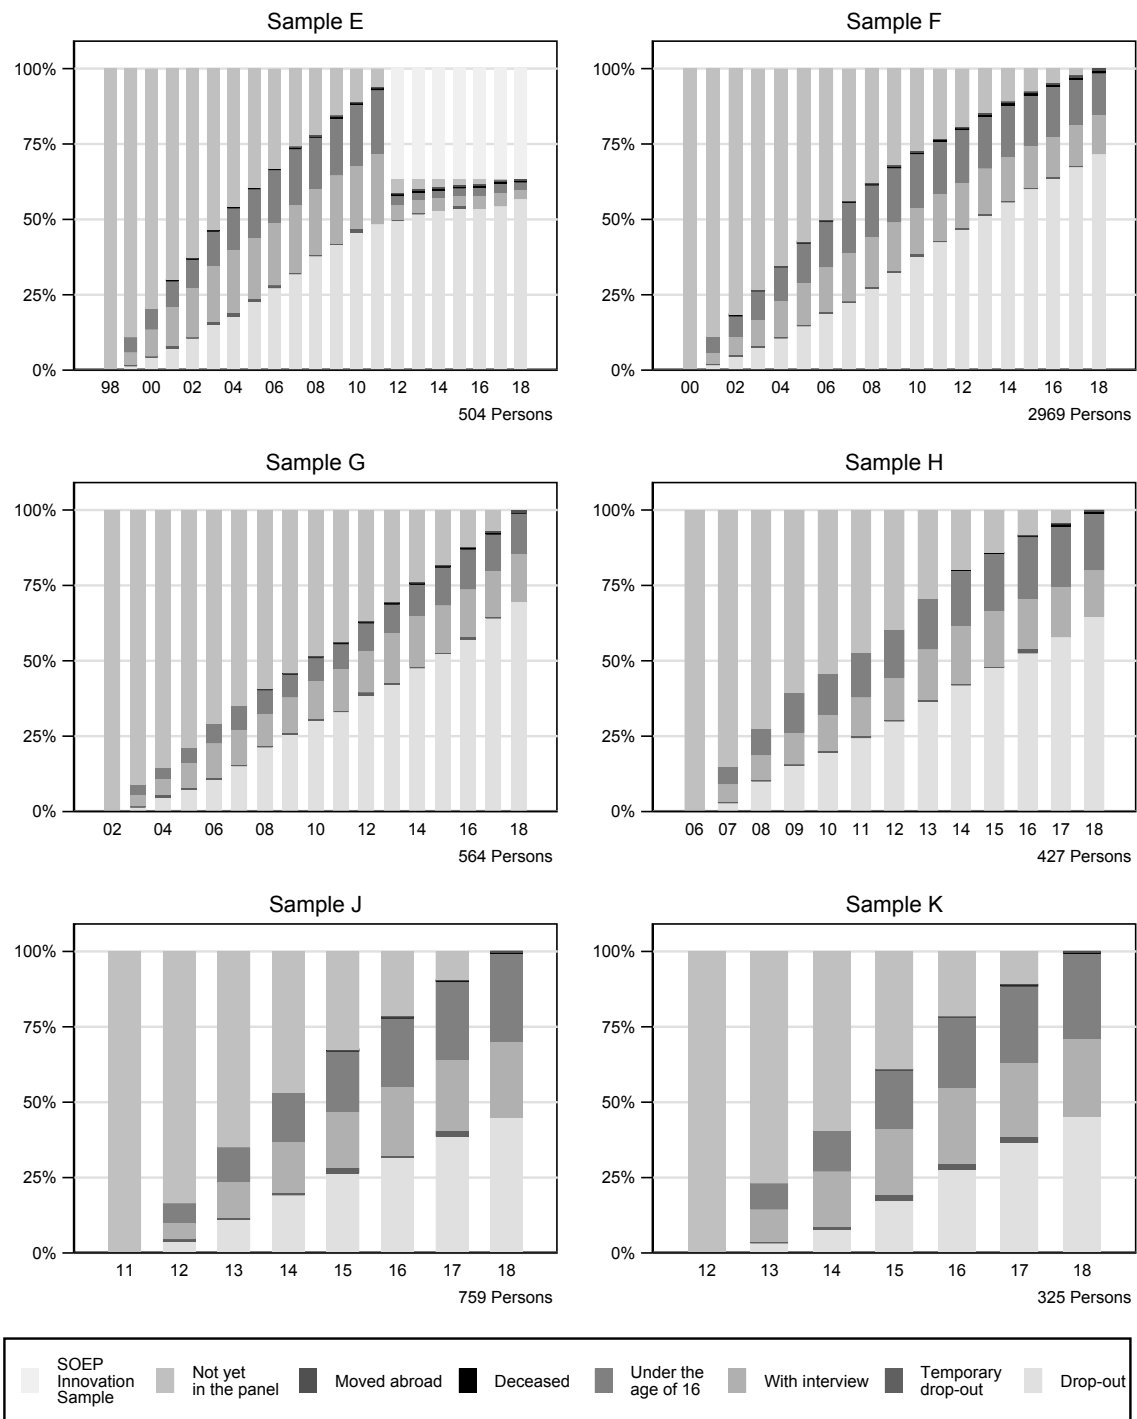 Sample E
Sample F
100%
75%
50%
25%
0%
98 00 02 04 06 08 10 12 14 16 18
504 Persons
100%
75%
50%
25%
0%
00 02 04 06 08 10 12 14 16 18
2969 Persons
Sample G
Sample H
100%
75%
50%
25%
0%
02 04 06 08 10 12 14 16 18
564 Persons
100%
75%
50%
25%
0%
06 07 08 09 10 11 12 13 14 15 16 17 18
427 Persons
Sample J
Sample K
100%
75%
50%
25%
0%
11 12 13 14 15 16 17 18
759 Persons
100%
75%
50%
25%
0%
12 13 14 15 16 17 18
325 Persons
SOEP
Innovation
Sample
Not yet
in the panel
Moved abroad
Deceased
Under the
age of 16
With interview
Temporary
drop-out
Drop-out